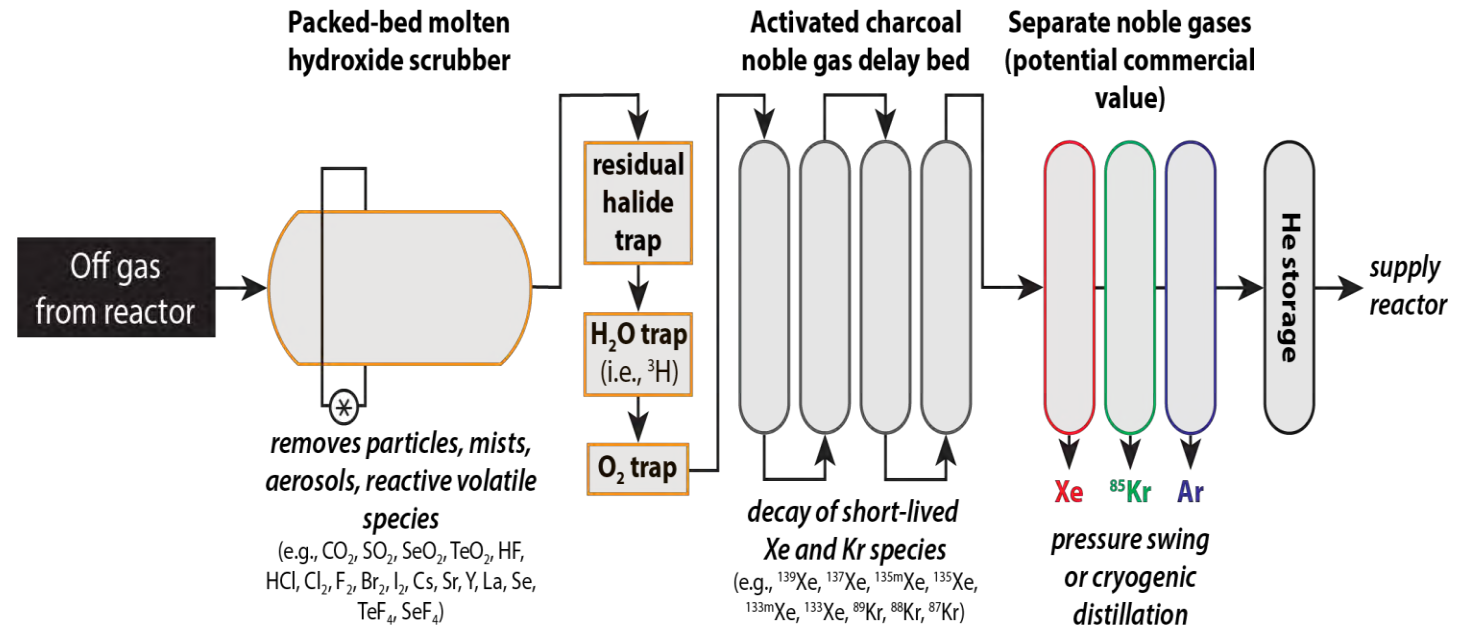 Packed-bed molten
hydroxide scrubber
Activated charcoal
noble gas delay bed
Separate noble gases
(potential commercial
value)
Off gas
from reactor
residual
halide
trap
H₂O trap
(i.e., ³H)
O₂ trap
He storage
supply
reactor
removes particles, mists,
aerosols, reactive volatile
species
(e.g., CO₂, SO₂, SeO₂, TeO₂, HF,
HCl, Cl₂, F₂, Br₂, I₂, Cs, Sr, Y, La, Se,
TeF₄, SeF₄)
decay of short-lived
Xe and Kr species
(e.g., ¹³⁹Xe, ¹³⁷Xe, ¹³⁵ᵐXe, ¹³⁵Xe,
¹³³ᵐXe, ¹³³Xe, ⁸⁹Kr, ⁸⁸Kr, ⁸⁷Kr)
Xe
⁸⁵Kr
Ar
pressure swing
or cryogenic
distillation